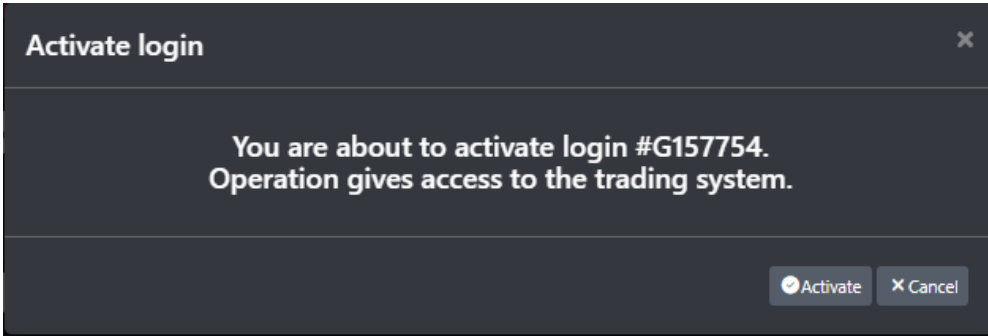 Activate login
You are about to activate login #G157754.
Operation gives access to the trading system.
Activate
Cancel